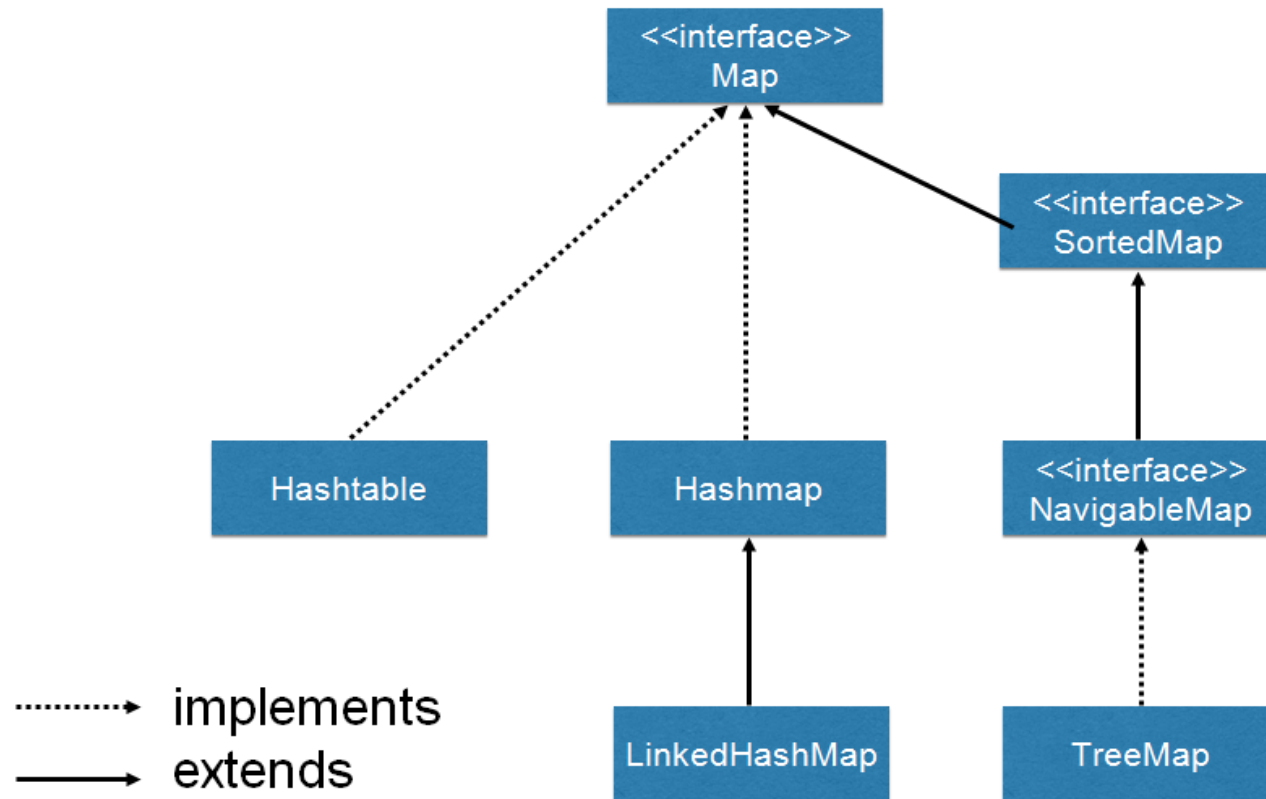 <<interface>>
Map
<<interface>>
SortedMap
Hashtable
Hashmap
<<interface>>
NavigableMap
LinkedHashMap
TreeMap
implements
extends